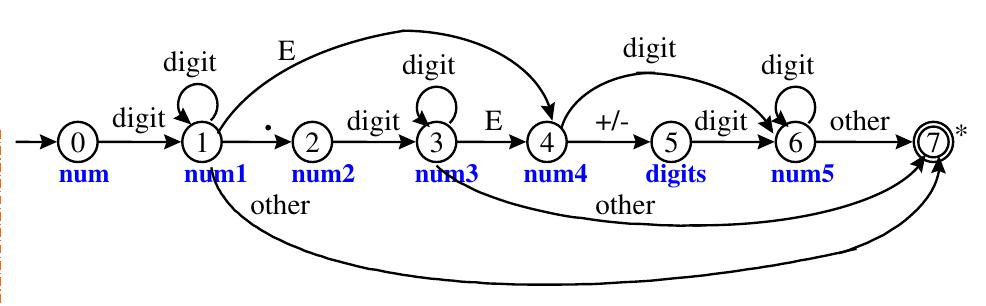 digit
E
digit
digit
digit
digit
.
digit
E
+/-
digit
other
0
1
2
3
4
5
6
7
*
num
num1
num2
num3
num4
digits
num5
other
other